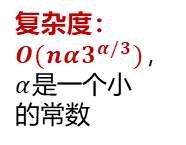 复杂度：
O(nα3^{α/3})，
α是一个小
的常数